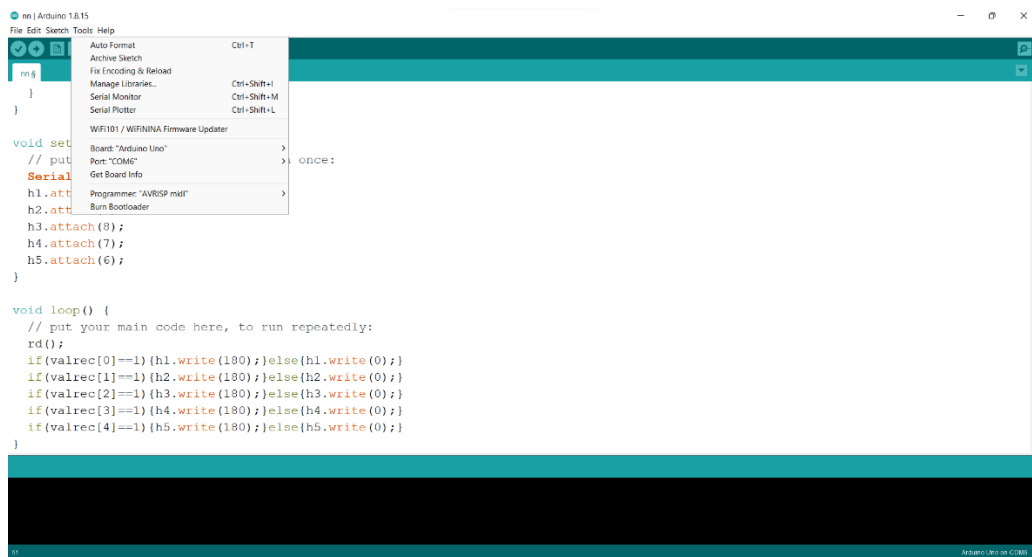 nn | Arduino 1.8.15
File Edit Sketch Tools Help
nn §
Auto Format Ctrl+T
Archive Sketch
Fix Encoding & Reload
Manage Libraries... Ctrl+Shift+I
Serial Monitor Ctrl+Shift+M
Serial Plotter Ctrl+Shift+L
WiFi101 / WiFiNINA Firmware Updater
Board: "Arduino Uno"
Port: "COM6"
Get Board Info
Programmer: "AVRISP mkII"
Burn Bootloader
}
}
void set
// put once:
Serial
h1.att
h2.att
h3.attach(8);
h4.attach(7);
h5.attach(6);
}
void loop() {
// put your main code here, to run repeatedly:
rd();
if(valrec[0]==1){h1.write(180);}else{h1.write(0);}
if(valrec[1]==1){h2.write(180);}else{h2.write(0);}
if(valrec[2]==1){h3.write(180);}else{h3.write(0);}
if(valrec[3]==1){h4.write(180);}else{h4.write(0);}
if(valrec[4]==1){h5.write(180);}else{h5.write(0);}
}
Arduino Uno on COM6